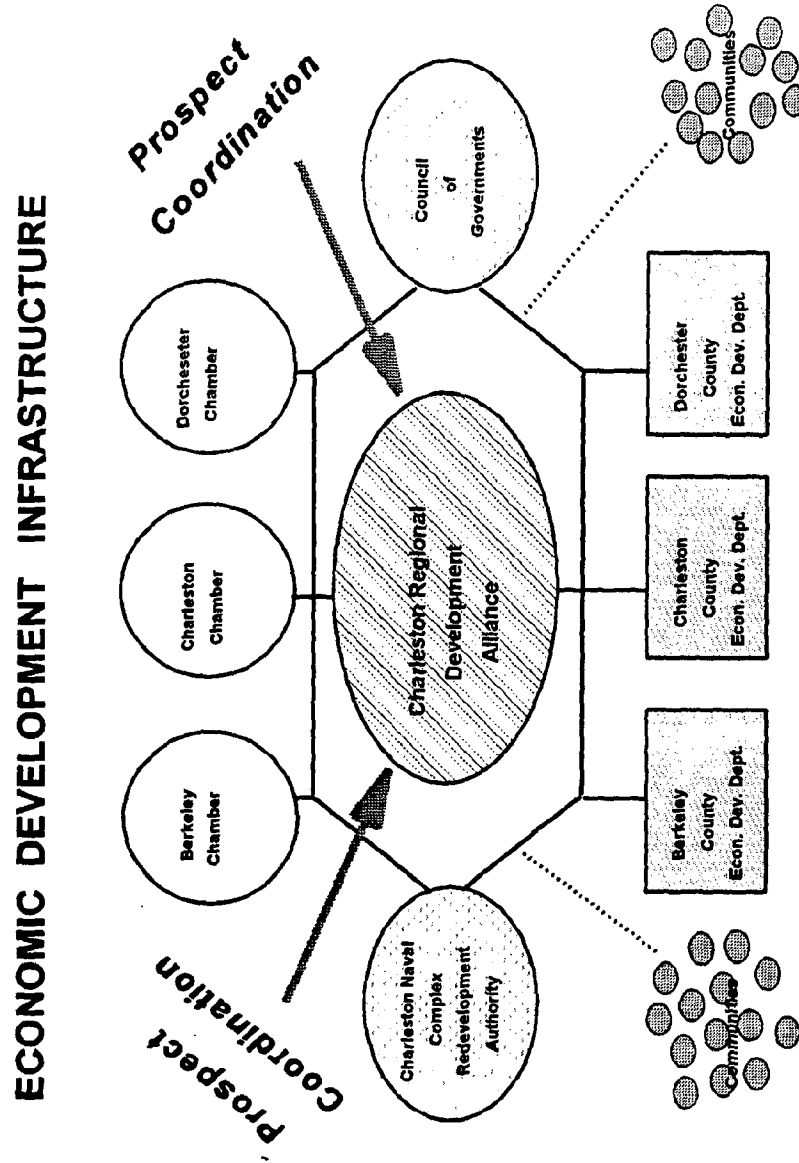 ECONOMIC DEVELOPMENT INFRASTRUCTURE
Prospect
Coordination
Prospect
Coordination
Berkeley
Chamber
Charleston
Chamber
Dorcheseter
Chamber
Charleston Naval
Complex
Redevelopment
Authority
Charleston Regional
Development
Alliance
Council
of
Governments
Berkeley
County
Econ. Dev. Dept.
Charleston
County
Econ. Dev. Dept.
Dorchester
County
Econ. Dev. Dept.
Communities
Communities